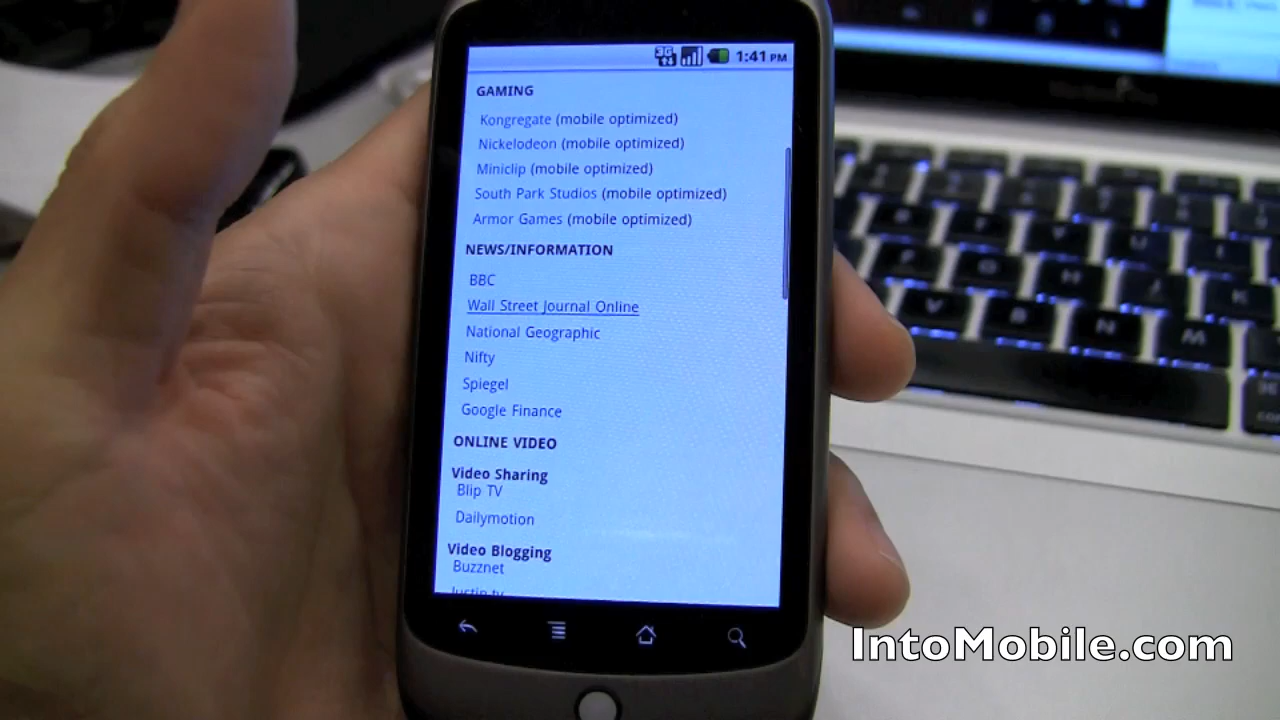 3G
1:41 PM
GAMING
Kongregate (mobile optimized)
Nickelodeon (mobile optimized)
Miniclip (mobile optimized)
South Park Studios (mobile optimized)
Armor Games (mobile optimized)
NEWS/INFORMATION
BBC
Wall Street Journal Online
National Geographic
Nifty
Spiegel
Google Finance
ONLINE VIDEO
Video Sharing
Blip TV
Dailymotion
Video Blogging
Buzznet
Justin.tv
IntoMobile.com